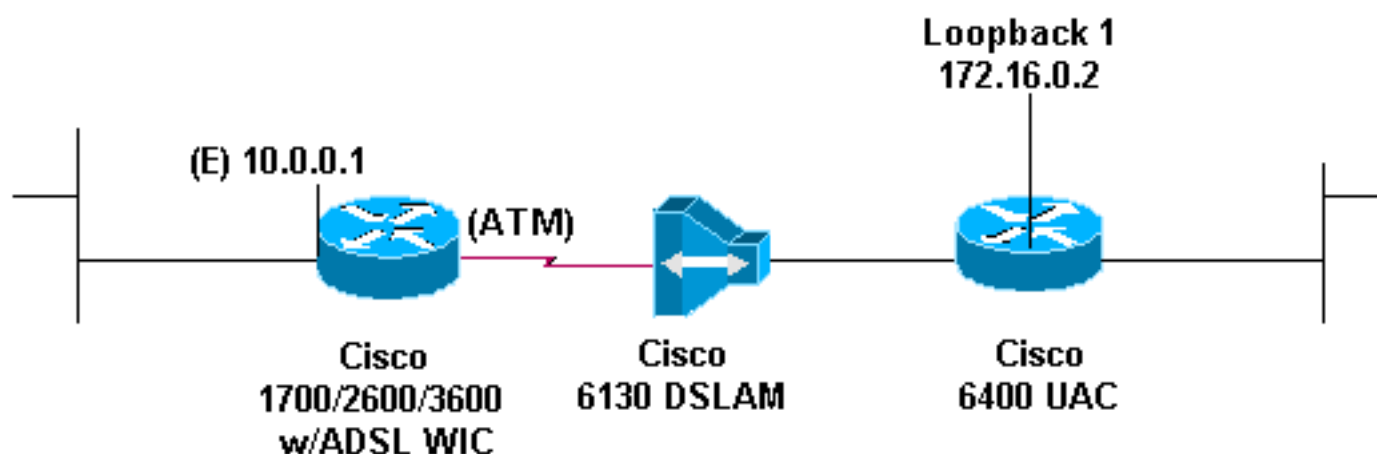 Loopback 1
172.16.0.2
(E) 10.0.0.1
(ATM)
Cisco
1700/2600/3600
w/ADSL WIC
Cisco
6130 DSLAM
Cisco
6400 UAC